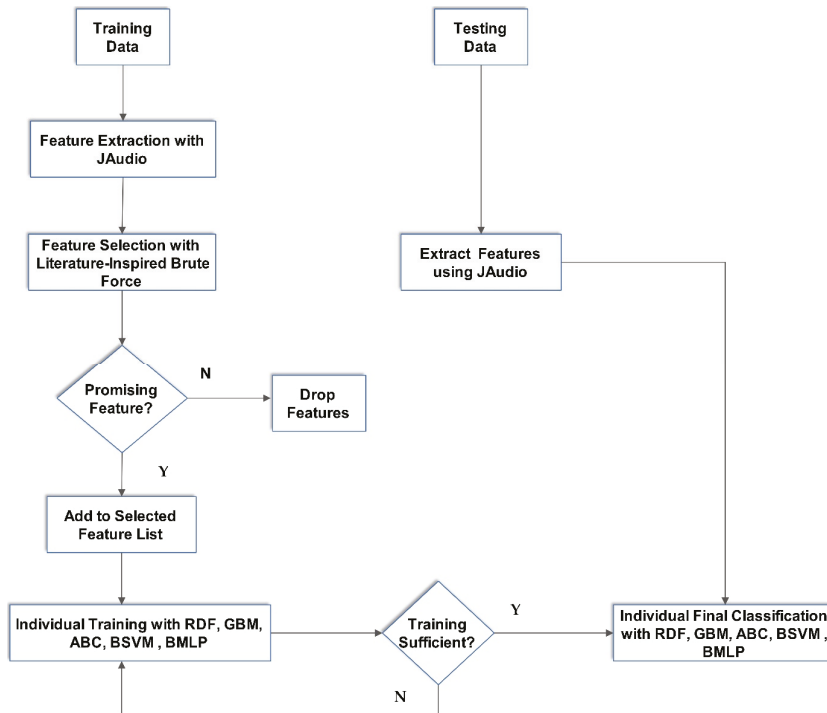 Training
Data
Testing
Data
Feature Extraction with
JAudio
Feature Selection with
Literature-Inspired Brute
Force
Extract Features
using JAudio
Promising
Feature?
N
Drop
Features
Y
Add to Selected
Feature List
Individual Training with RDF, GBM,
ABC, BSVM , BMLP
Training
Sufficient?
Y
Individual Final Classification
with RDF, GBM, ABC, BSVM ,
BMLP
N